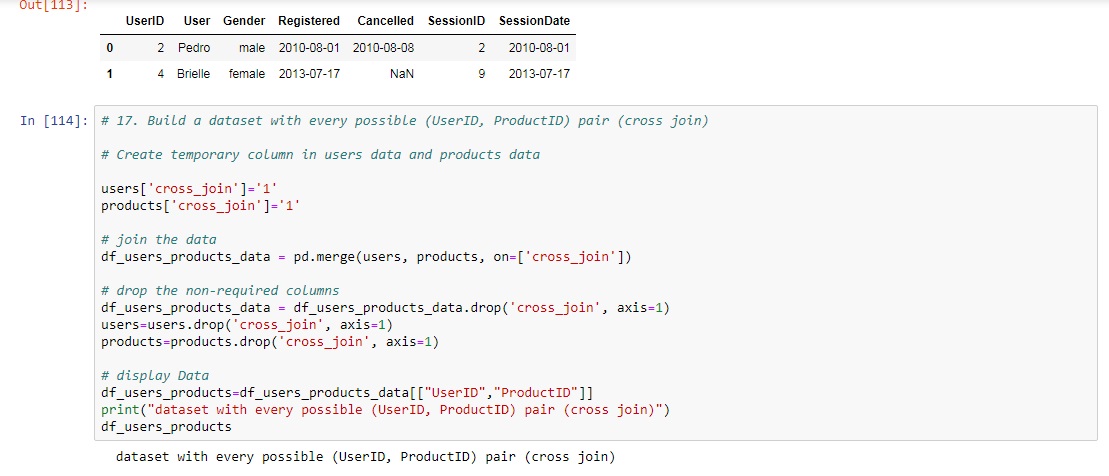 Out[113]:
UserID User Gender Registered Cancelled SessionID SessionDate
0 2 Pedro male 2010-08-01 2010-08-08 2 2010-08-01
1 4 Brielle female 2013-07-17 NaN 9 2013-07-17
In [114]: # 17. Build a dataset with every possible (UserID, ProductID) pair (cross join)
# Create temporary column in users data and products data
users['cross_join']='1'
products['cross_join']='1'
# join the data
df_users_products_data = pd.merge(users, products, on=['cross_join'])
# drop the non-required columns
df_users_products_data = df_users_products_data.drop('cross_join', axis=1)
users=users.drop('cross_join', axis=1)
products=products.drop('cross_join', axis=1)
# display Data
df_users_products=df_users_products_data[["UserID","ProductID"]]
print("dataset with every possible (UserID, ProductID) pair (cross join)")
df_users_products
dataset with every possible (UserID, ProductID) pair (cross join)